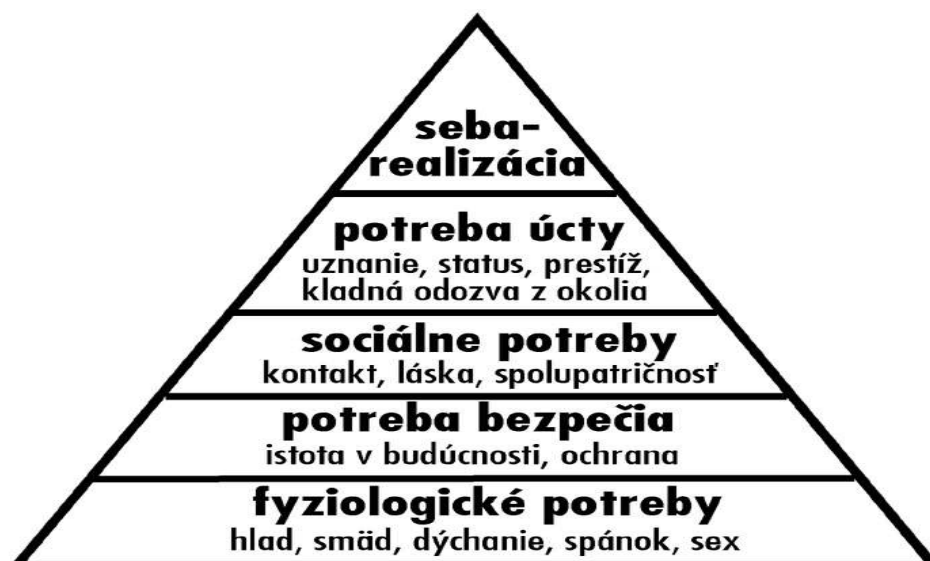 seba-
realizácia
potreba úcty
uznanie, status, prestíž,
kladná odozva z okolia
sociálne potreby
kontakt, láska, spolupatričnosť
potreba bezpečia
istota v budúcnosti, ochrana
fyziologické potreby
hlad, smäd, dýchanie, spánok, sex